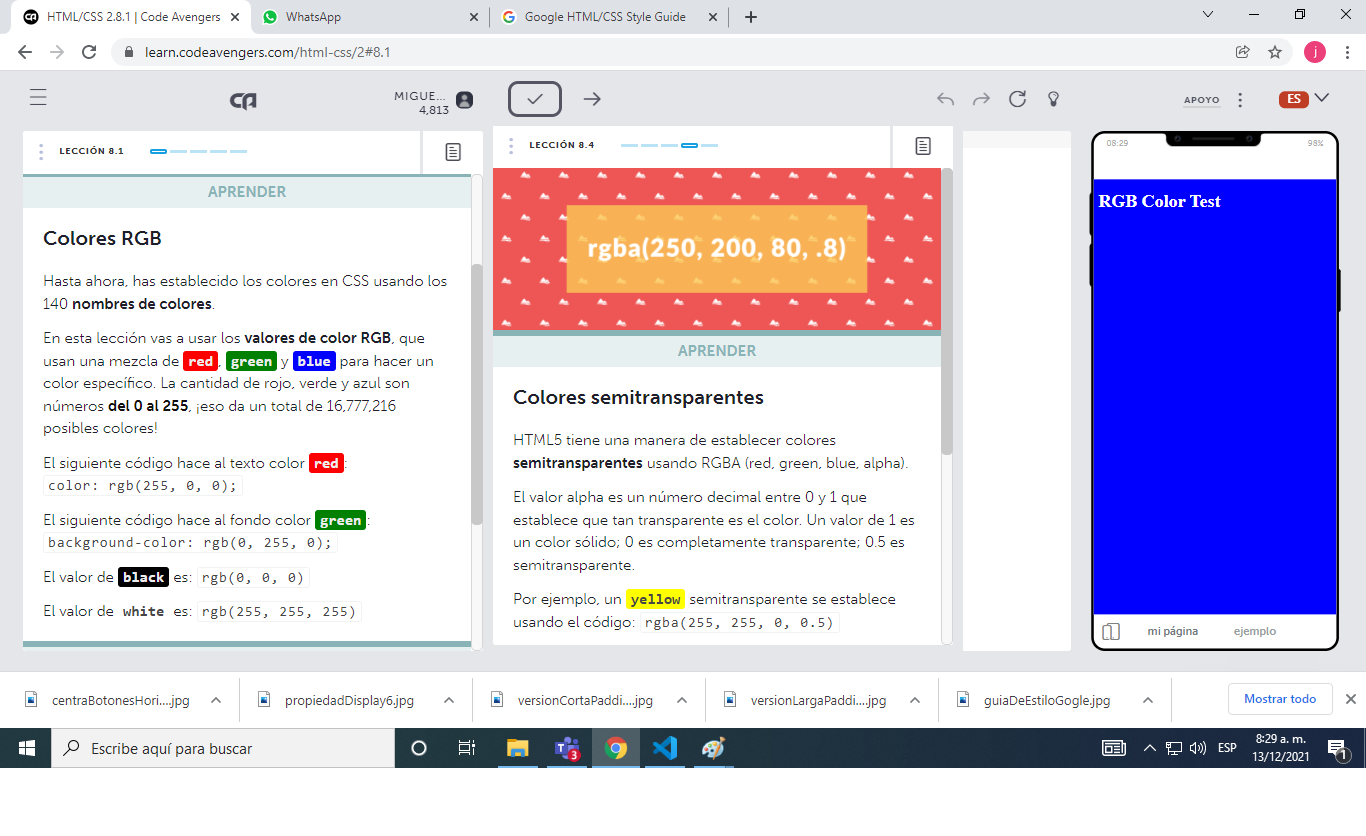 HTML/CSS 2.8.1 | Code Avengers
WhatsApp
Google HTML/CSS Style Guide
learn.codeavengers.com/html-css/2#8.1
j
CA
MIGUE...
4,813
APOYO
ES
LECCIÓN 8.1
APRENDER
Colores RGB
Hasta ahora, has establecido los colores en CSS usando los
140 nombres de colores.
En esta lección vas a usar los valores de color RGB, que
usan una mezcla de red, green y blue para hacer un
color específico. La cantidad de rojo, verde y azul son
números del 0 al 255, ¡eso da un total de 16,777,216
posibles colores!
El siguiente código hace al texto color red:
color: rgb(255, 0, 0);
El siguiente código hace al fondo color green:
background-color: rgb(0, 255, 0);
El valor de black es: rgb(0, 0, 0)
El valor de white es: rgb(255, 255, 255)
LECCIÓN 8.4
rgba(250, 200, 80, .8)
APRENDER
Colores semitransparentes
HTML5 tiene una manera de establecer colores
semitransparentes usando RGBA (red, green, blue, alpha).
El valor alpha es un número decimal entre 0 y 1 que
establece que tan transparente es el color. Un valor de 1 es
un color sólido; 0 es completamente transparente; 0.5 es
semitransparente.
Por ejemplo, un yellow semitransparente se establece
usando el código: rgba(255, 255, 0, 0.5)
08:29
98%
RGB Color Test
mi página
ejemplo
centraBotonesHori....jpg
propiedadDisplay6.jpg
versionCortaPaddi....jpg
versionLargaPaddi....jpg
guiaDeEstiloGogle.jpg
Mostrar todo
Escribe aquí para buscar
3
ESP
8:29 a. m.
13/12/2021
1